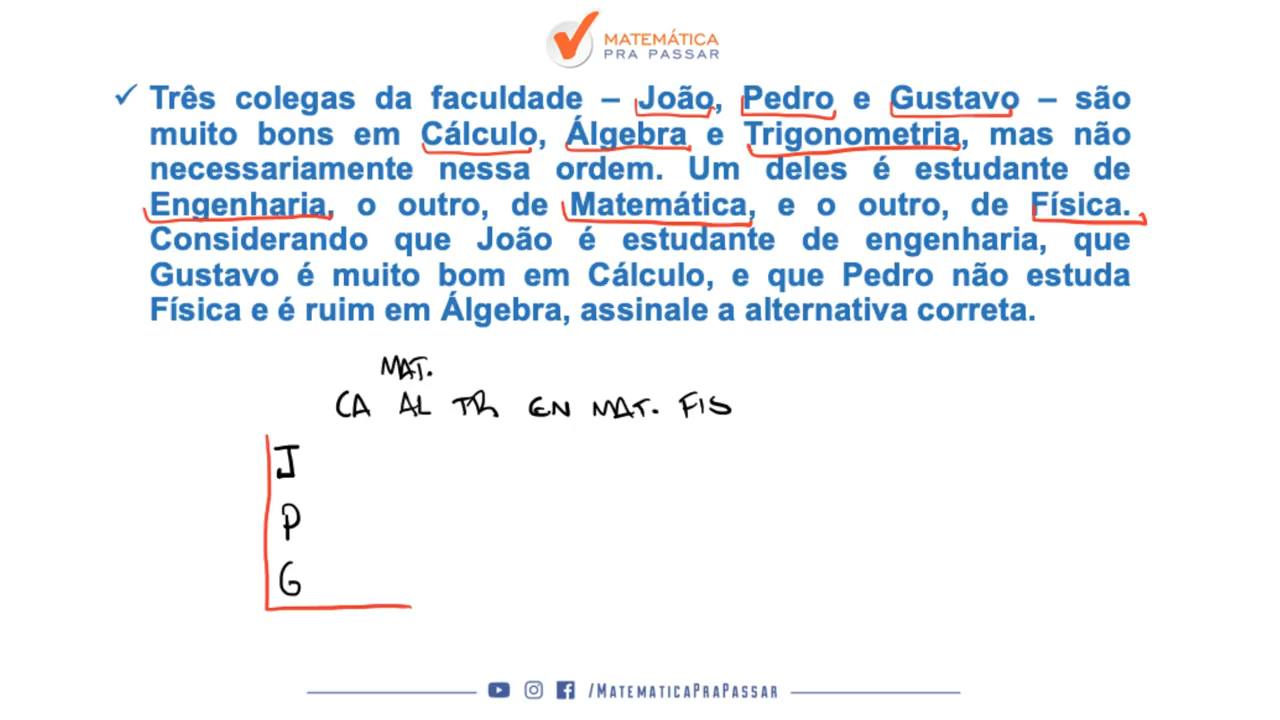 MATEMÁTICA
PRA PASSAR
✓ Três colegas da faculdade – João, Pedro e Gustavo – são
muito bons em Cálculo, Álgebra e Trigonometria, mas não
necessariamente nessa ordem. Um deles é estudante de
Engenharia, o outro, de Matemática, e o outro, de Física.
Considerando que João é estudante de engenharia, que
Gustavo é muito bom em Cálculo, e que Pedro não estuda
Física e é ruim em Álgebra, assinale a alternativa correta.
MAT.
CA AL TR EN MAT. FIS
J
P
G
/MATEMATICAPRAPASSAR